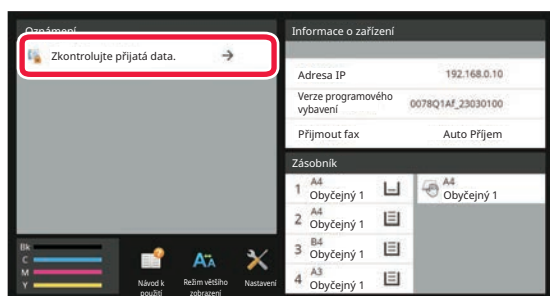 Oznámení
Zkontrolujte přijatá data.
Informace o zařízení
Adresa IP 192.168.0.10
Verze programového
vybavení 0078Q1Af_23030100
Přijmout fax Auto Příjem
Zásobník
1 A4
Obyčejný 1
A4
Obyčejný 1
2 A4
Obyčejný 1
3 B4
Obyčejný 1
4 A3
Obyčejný 1
Bk
C
M
Y
Návod k
použití
Režim většího
zobrazení
Nastavení